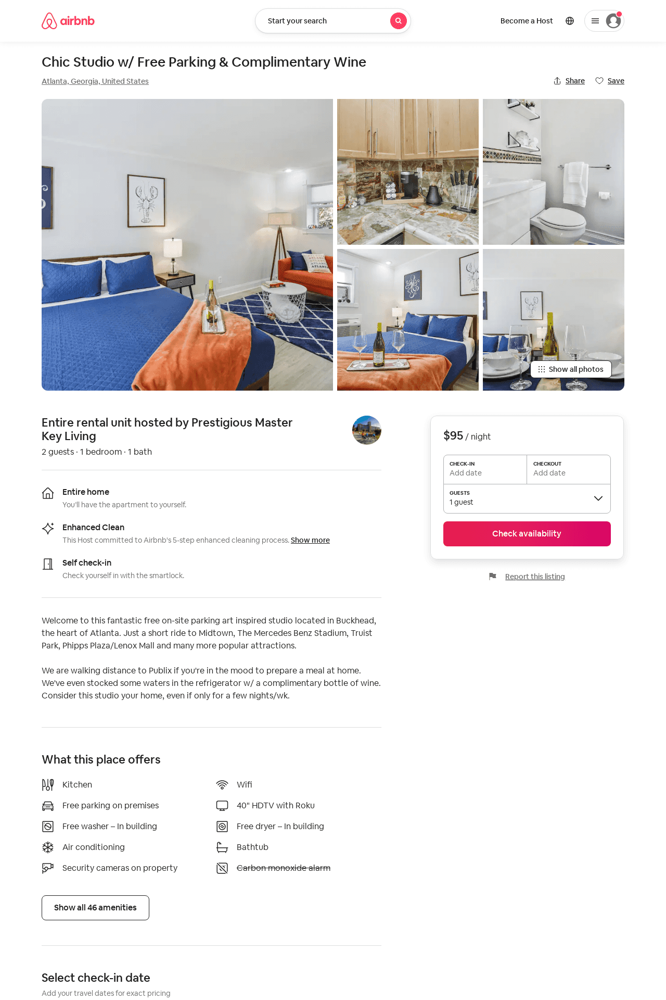 airbnb
Start your search
Become a Host
Chic Studio w/ Free Parking & Complimentary Wine
Atlanta, Georgia, United States
Share
Save
ATLANTA
ATLANTA
ATLANTA
Show all photos
Entire rental unit hosted by Prestigious Master
Key Living
2 guests · 1 bedroom · 1 bath
$95 / night
CHECK-IN
Add date
CHECKOUT
Add date
GUESTS
1 guest
Check availability
Report this listing
Entire home
You'll have the apartment to yourself.
Enhanced Clean
This Host committed to Airbnb's 5-step enhanced cleaning process. Show more
Self check-in
Check yourself in with the smartlock.
Welcome to this fantastic free on-site parking art inspired studio located in Buckhead,
the heart of Atlanta. Just a short ride to Midtown, The Mercedes Benz Stadium, Truist
Park, Phipps Plaza/Lenox Mall and many more popular attractions.
We are walking distance to Publix if you're in the mood to prepare a meal at home.
We've even stocked some waters in the refrigerator w/ a complimentary bottle of wine.
Consider this studio your home, even if only for a few nights/wk.
What this place offers
Kitchen
Wifi
Free parking on premises
40" HDTV with Roku
Free washer – In building
Free dryer – In building
Air conditioning
Bathtub
Security cameras on property
Carbon monoxide alarm
Show all 46 amenities
Select check-in date
Add your travel dates for exact pricing